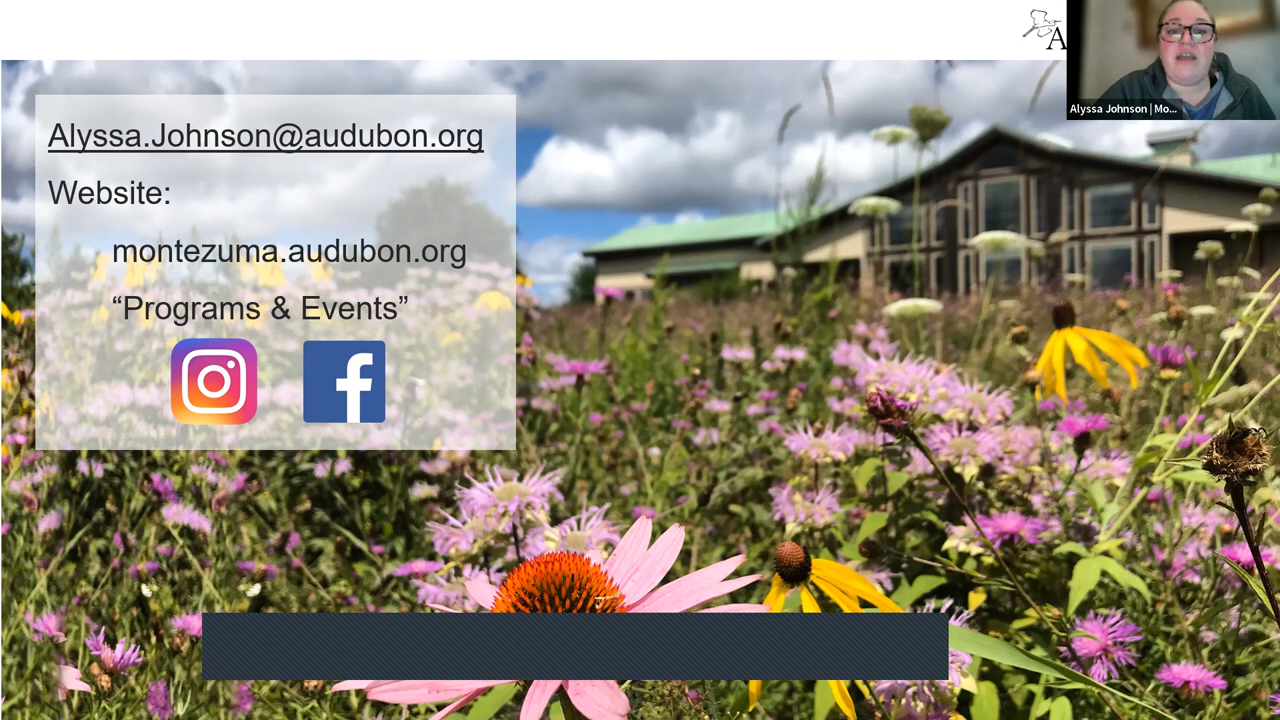 A
Alyssa Johnson | Mo...
Alyssa.Johnson@audubon.org
Website:
montezuma.audubon.org
“Programs & Events”